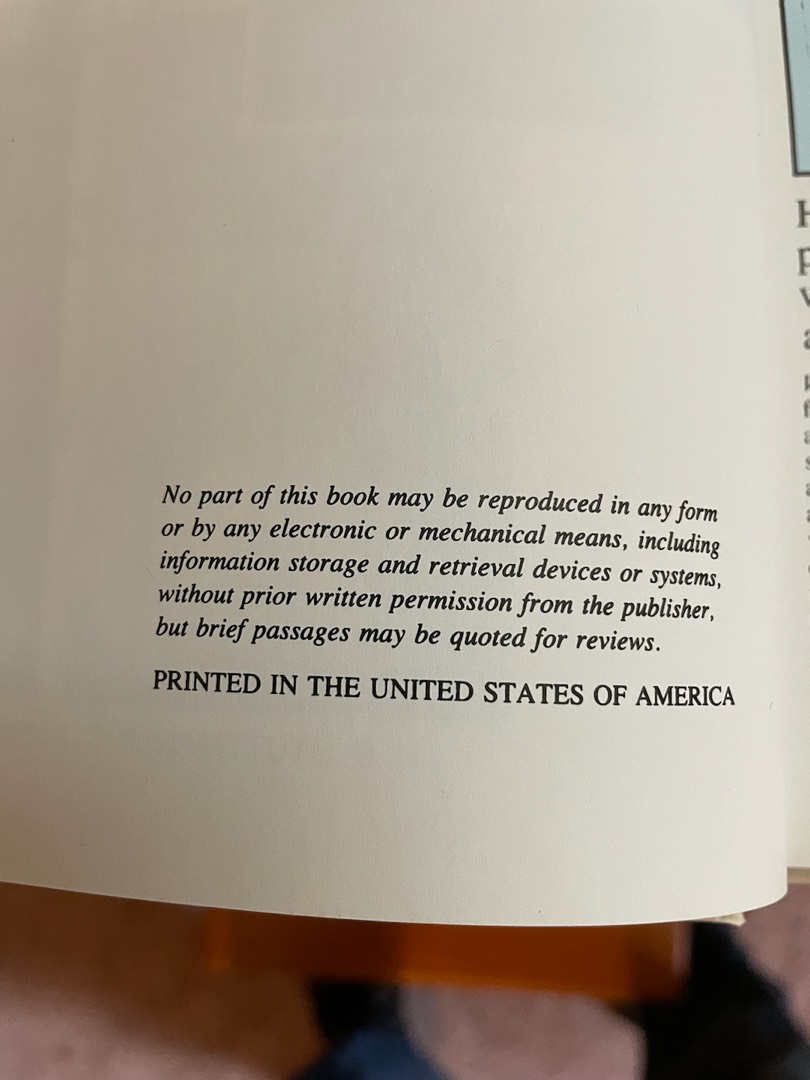 No part of this book may be reproduced in any form
or by any electronic or mechanical means, including
information storage and retrieval devices or systems,
without prior written permission from the publisher,
but brief passages may be quoted for reviews.
PRINTED IN THE UNITED STATES OF AMERICA